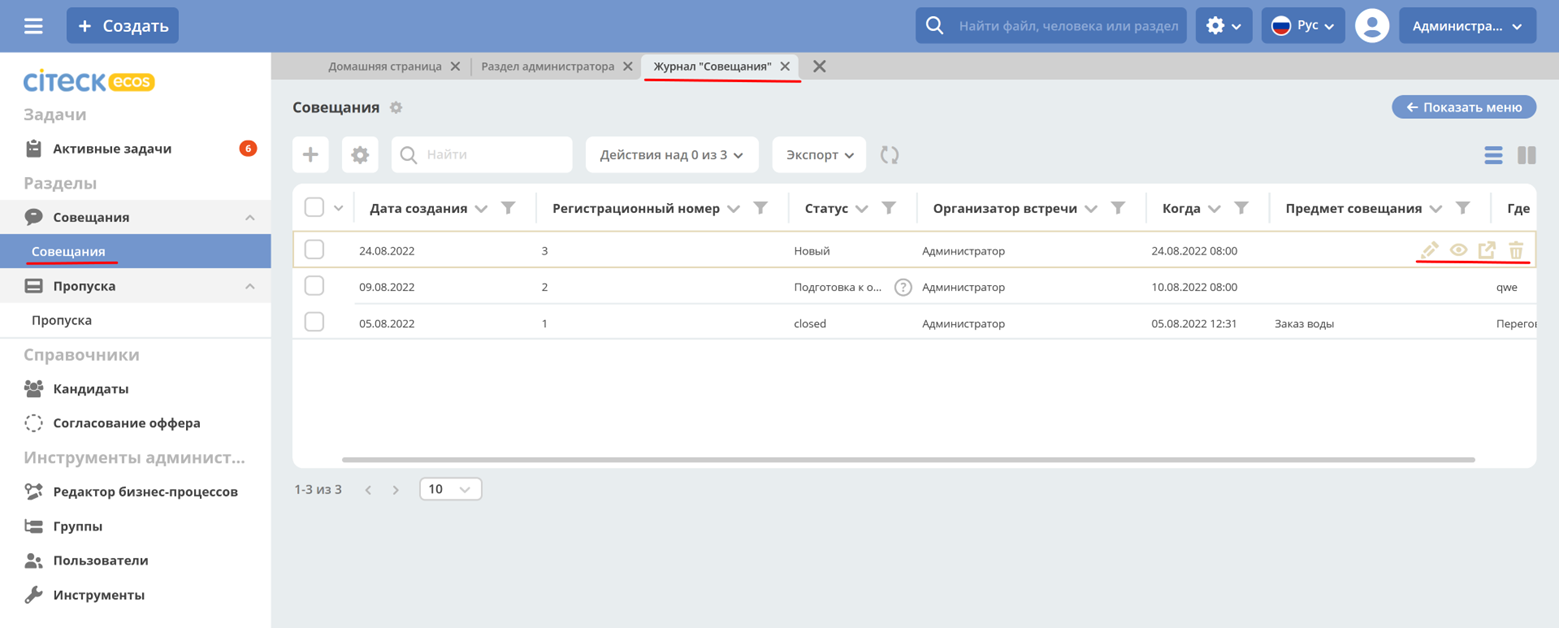 + Создать
Найти файл, человека или раздел
Рус
Администра...
CITECK ecos
Задачи
Активные задачи
6
Разделы
Совещания
Совещания
Пропуска
Пропуска
Справочники
Кандидаты
Согласование оффера
Инструменты админист...
Редактор бизнес-процессов
Группы
Пользователи
Инструменты
Домашняя страница
Раздел администратора
Журнал "Совещания"
Совещания
Показать меню
Найти
Действия над 0 из 3
Экспорт
Дата создания Регистрационный номер Статус Организатор встречи Когда Предмет совещания Где
24.08.2022 3 Новый Администратор 24.08.2022 08:00
09.08.2022 2 Подготовка к о... ? Администратор 10.08.2022 08:00 qwe
05.08.2022 1 closed Администратор 05.08.2022 12:31 Заказ воды
1-3 из 3
10